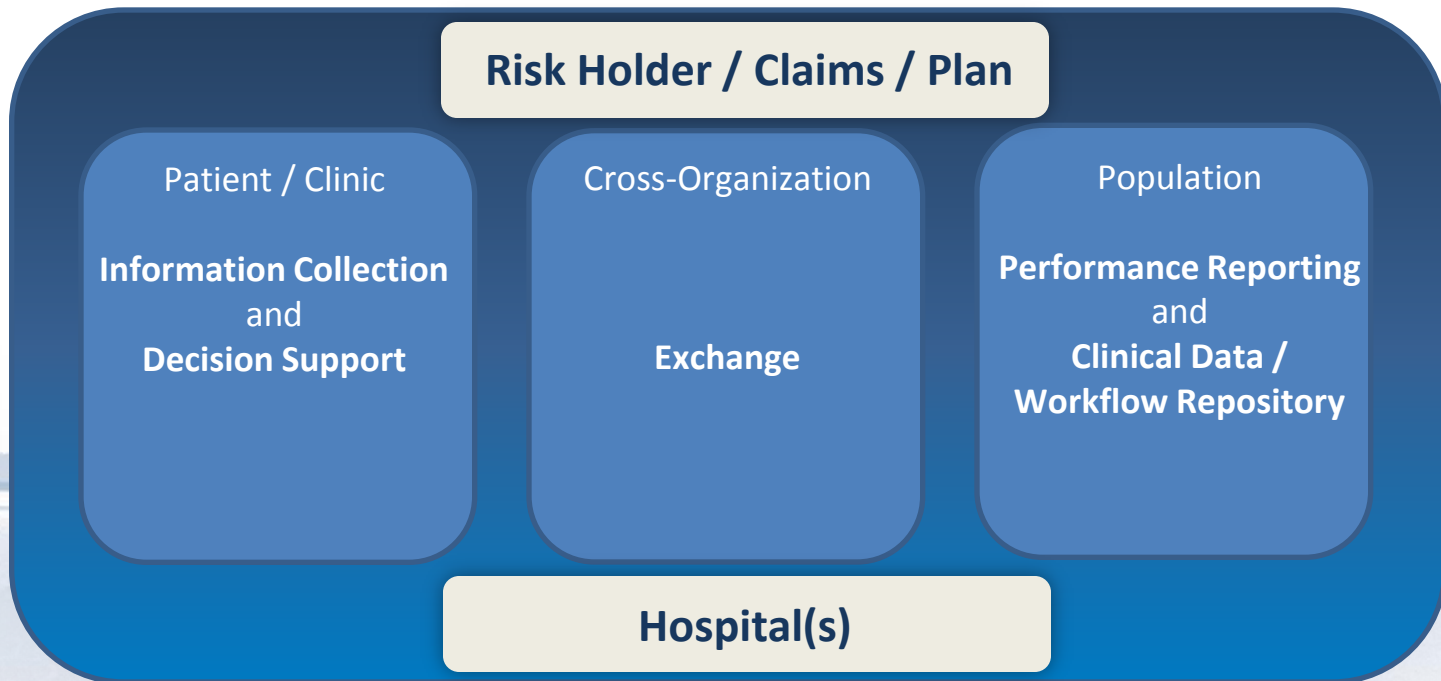 Risk Holder / Claims / Plan
Patient / Clinic
Information Collection
and
Decision Support
Cross-Organization
Exchange
Population
Performance Reporting
and
Clinical Data /
Workflow Repository
Hospital(s)